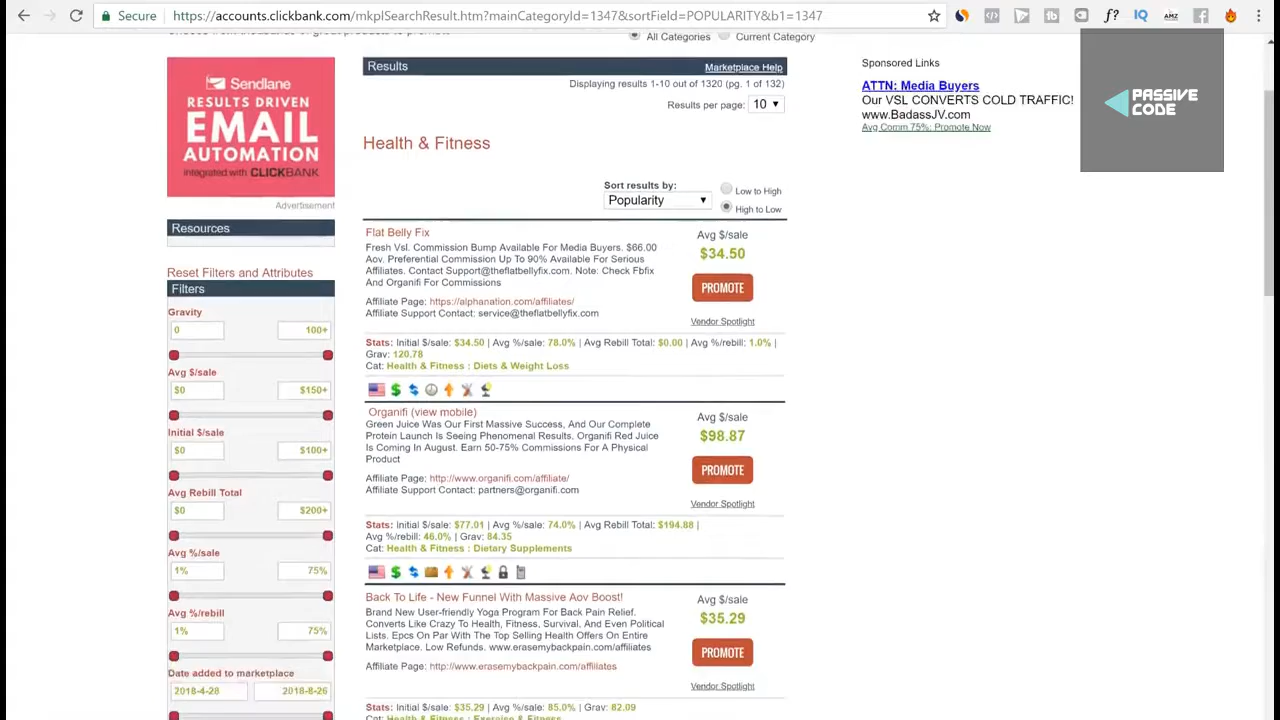 Secure
https://accounts.clickbank.com/mkplSearchResult.htm?mainCategoryId=1347&sortField=POPULARITY&b1=1347
f?
IQ
AMZ
Choose from thousands of great products to promote
All Categories
Current Category
Sendlane
RESULTS DRIVEN
EMAIL
AUTOMATION
integrated with CLICKBANK
Advertisement
Resources
Reset Filters and Attributes
Filters
Gravity
0
100+
Avg $/sale
$0
$150+
Initial $/sale
$0
$100+
Avg Rebill Total
$0
$200+
Avg %/sale
1%
75%
Avg %/rebill
1%
75%
Date added to marketplace
2018-4-28
2018-8-26
Results
Marketplace Help
Displaying results 1-10 out of 1320 (pg. 1 of 132)
Results per page: 10
Health & Fitness
Sort results by:
Popularity
Low to High
High to Low
Flat Belly Fix
Fresh Vsl. Commission Bump Available For Media Buyers. $66.00
Aov. Preferential Commission Up To 90% Available For Serious
Affiliates. Contact Support@theflatbellyfix.com. Note: Check Fbfix
And Organifi For Commissions
Affiliate Page: https://alphanation.com/affiliates/
Affiliate Support Contact: service@theflatbellyfix.com
Avg $/sale
$34.50
PROMOTE
Vendor Spotlight
Stats: Initial $/sale: $34.50 | Avg %/sale: 78.0% | Avg Rebill Total: $0.00 | Avg %/rebill: 1.0% |
Grav: 120.78
Cat: Health & Fitness : Diets & Weight Loss
Organifi (view mobile)
Green Juice Was Our First Massive Success, And Our Complete
Protein Launch Is Seeing Phenomenal Results. Organifi Red Juice
Is Coming In August. Earn 50-75% Commissions For A Physical
Product
Affiliate Page: http://www.organifi.com/affiliate/
Affiliate Support Contact: partners@organifi.com
Avg $/sale
$98.87
PROMOTE
Vendor Spotlight
Stats: Initial $/sale: $77.01 | Avg %/sale: 74.0% | Avg Rebill Total: $194.88 |
Avg %/rebill: 46.0% | Grav: 84.35
Cat: Health & Fitness : Dietary Supplements
Back To Life - New Funnel With Massive Aov Boost!
Brand New User-friendly Yoga Program For Back Pain Relief.
Converts Like Crazy To Health, Fitness, Survival, And Even Political
Lists. Epcs On Par With The Top Selling Health Offers On Entire
Marketplace. Low Refunds. www.erasemybackpain.com/affiliates
Affiliate Page: http://www.erasemybackpain.com/affiliates
Avg $/sale
$35.29
PROMOTE
Vendor Spotlight
Stats: Initial $/sale: $35.29 | Avg %/sale: 85.0% | Grav: 82.09
Cat: Health & Fitness : Exercise & Fitness
Sponsored Links
ATTN: Media Buyers
Our VSL CONVERTS COLD TRAFFIC!
www.BadassJV.com
Avg Comm 75%: Promote Now
PASSIVE
CODE